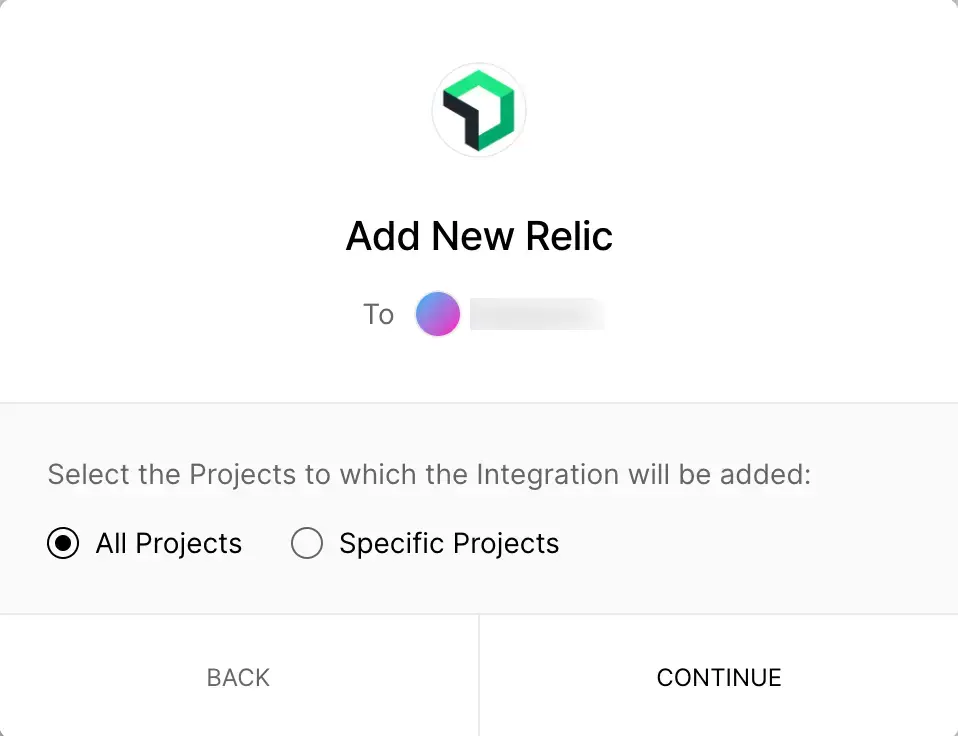 Add New Relic
To
Select the Projects to which the Integration will be added:
All Projects Specific Projects
BACK CONTINUE